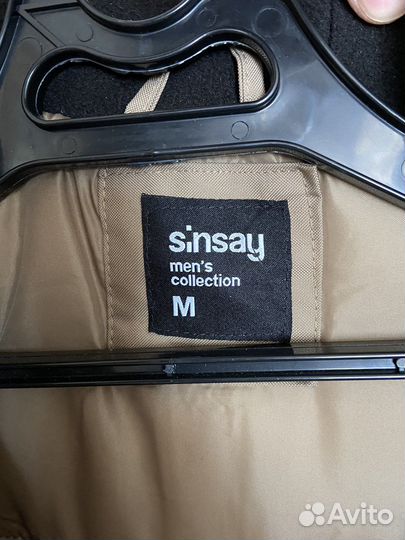 sinsay
men's
collection
M
Avito